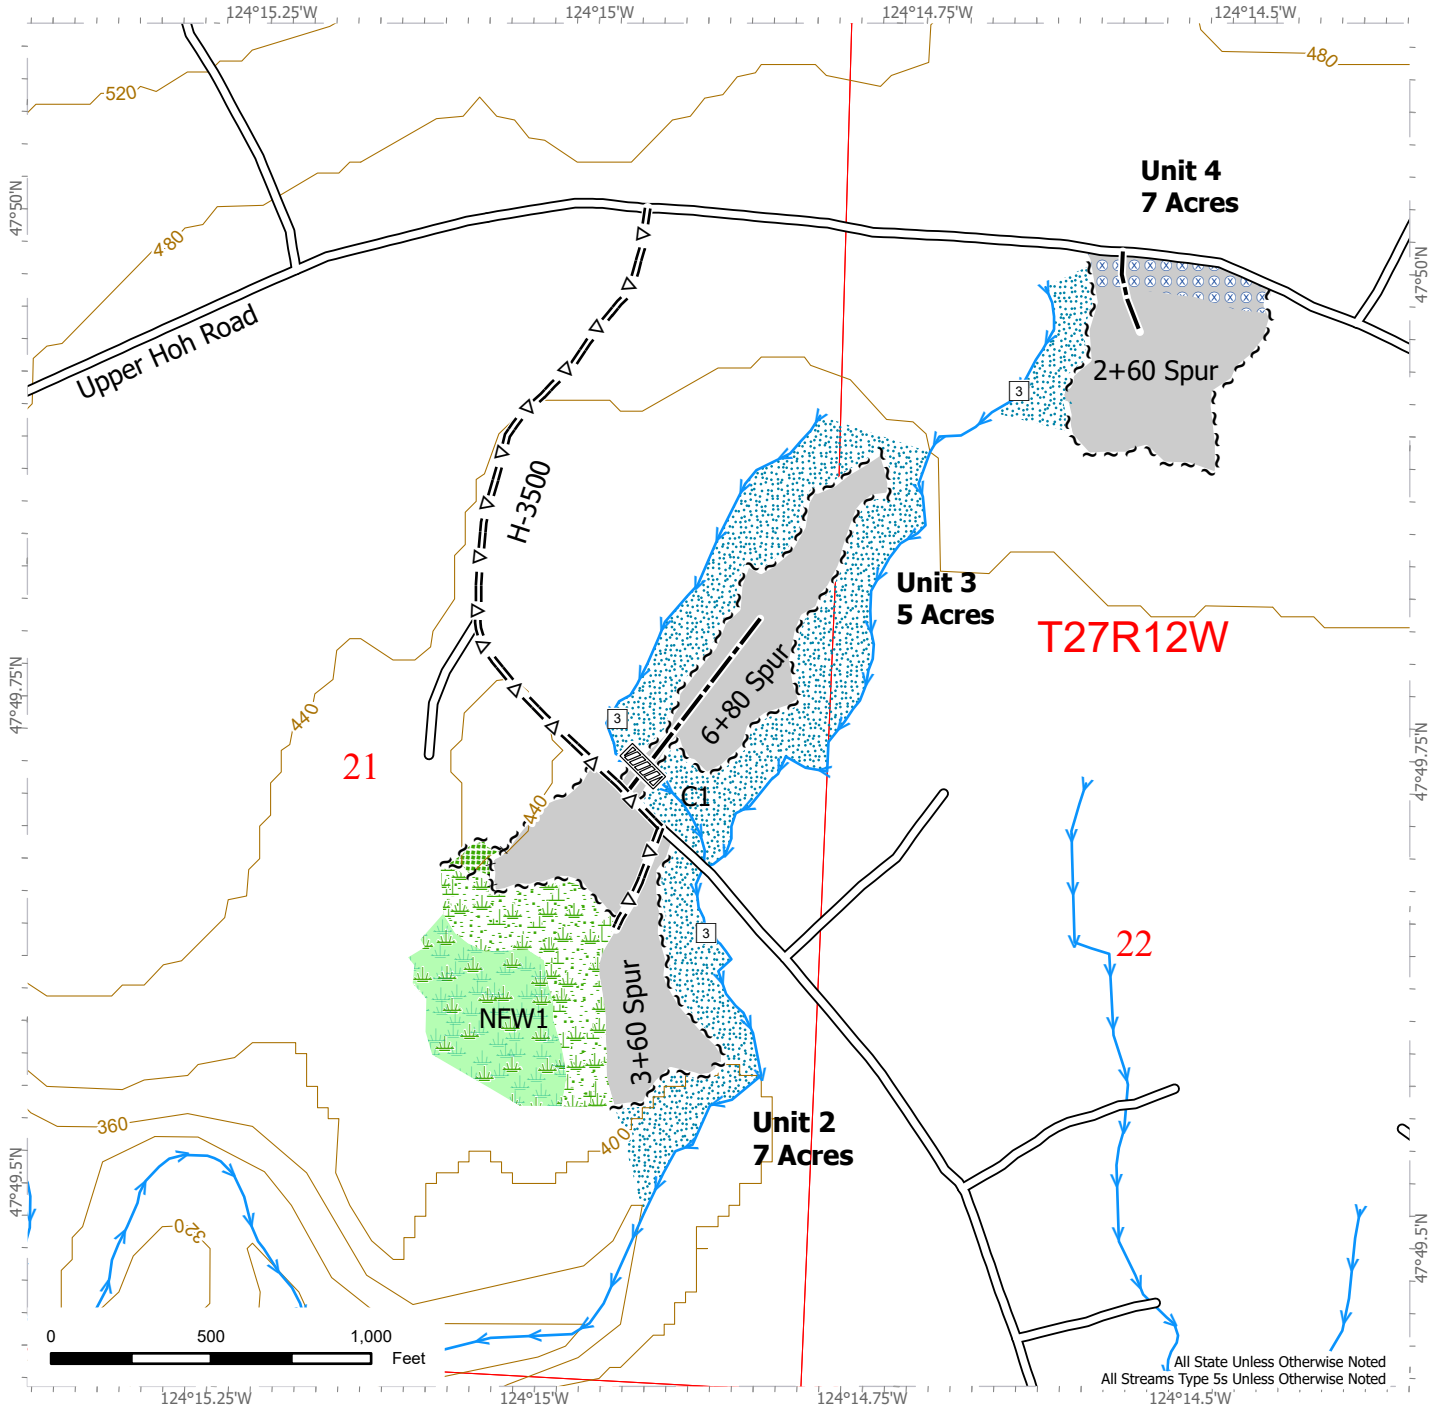 124°15.25'W
124°15'W
124°14.75'W
124°14.5'W
480
520
Unit 4
7 Acres
47°50'N
480
47°50'N
Upper Hoh Road
3
2+60 Spur
H-3500
Unit 3
5 Acres
T27R12W
6+80 Spur
47°49.75'N
440
3
47°49.75'N
21
C1
440
3
22
NFW1
3+60 Spur
360
400
Unit 2
7 Acres
47°49.5'N
320
47°49.5'N
0 500 1,000
Feet
All State Unless Otherwise Noted
All Streams Type 5s Unless Otherwise Noted
124°15.25'W
124°15'W
124°14.75'W
124°14.5'W